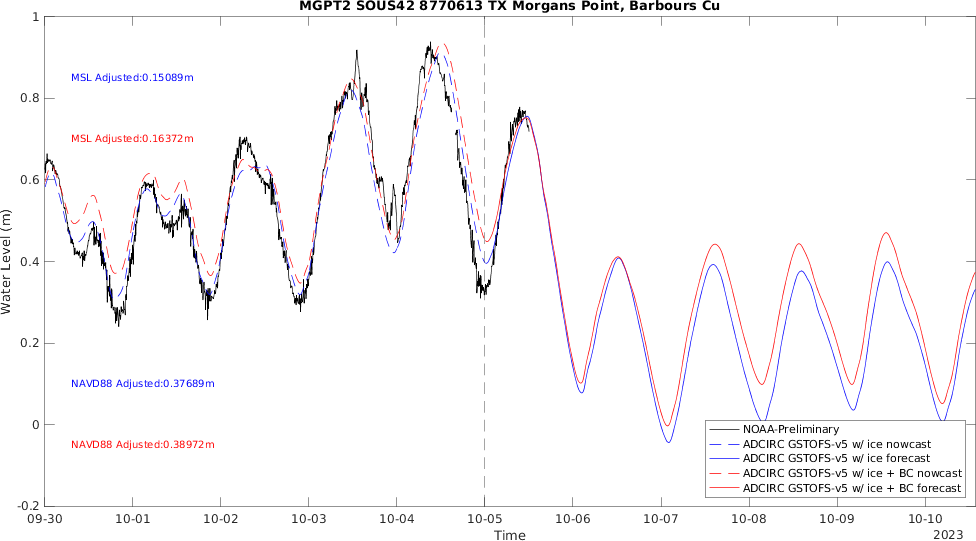 MGPT2 SOUS42 8770613 TX Morgans Point, Barbours Cu
1
0.8
0.6
0.4
0.2
0
-0.2
Water Level (m)
MSL Adjusted:0.15089m
MSL Adjusted:0.16372m
NAVD88 Adjusted:0.37689m
NAVD88 Adjusted:0.38972m
NOAA-Preliminary
ADCIRC GSTOFS-v5 w/ ice nowcast
ADCIRC GSTOFS-v5 w/ ice forecast
ADCIRC GSTOFS-v5 w/ ice + BC nowcast
ADCIRC GSTOFS-v5 w/ ice + BC forecast
09-30 10-01 10-02 10-03 10-04 10-05 10-06 10-07 10-08 10-09 10-10
Time
2023